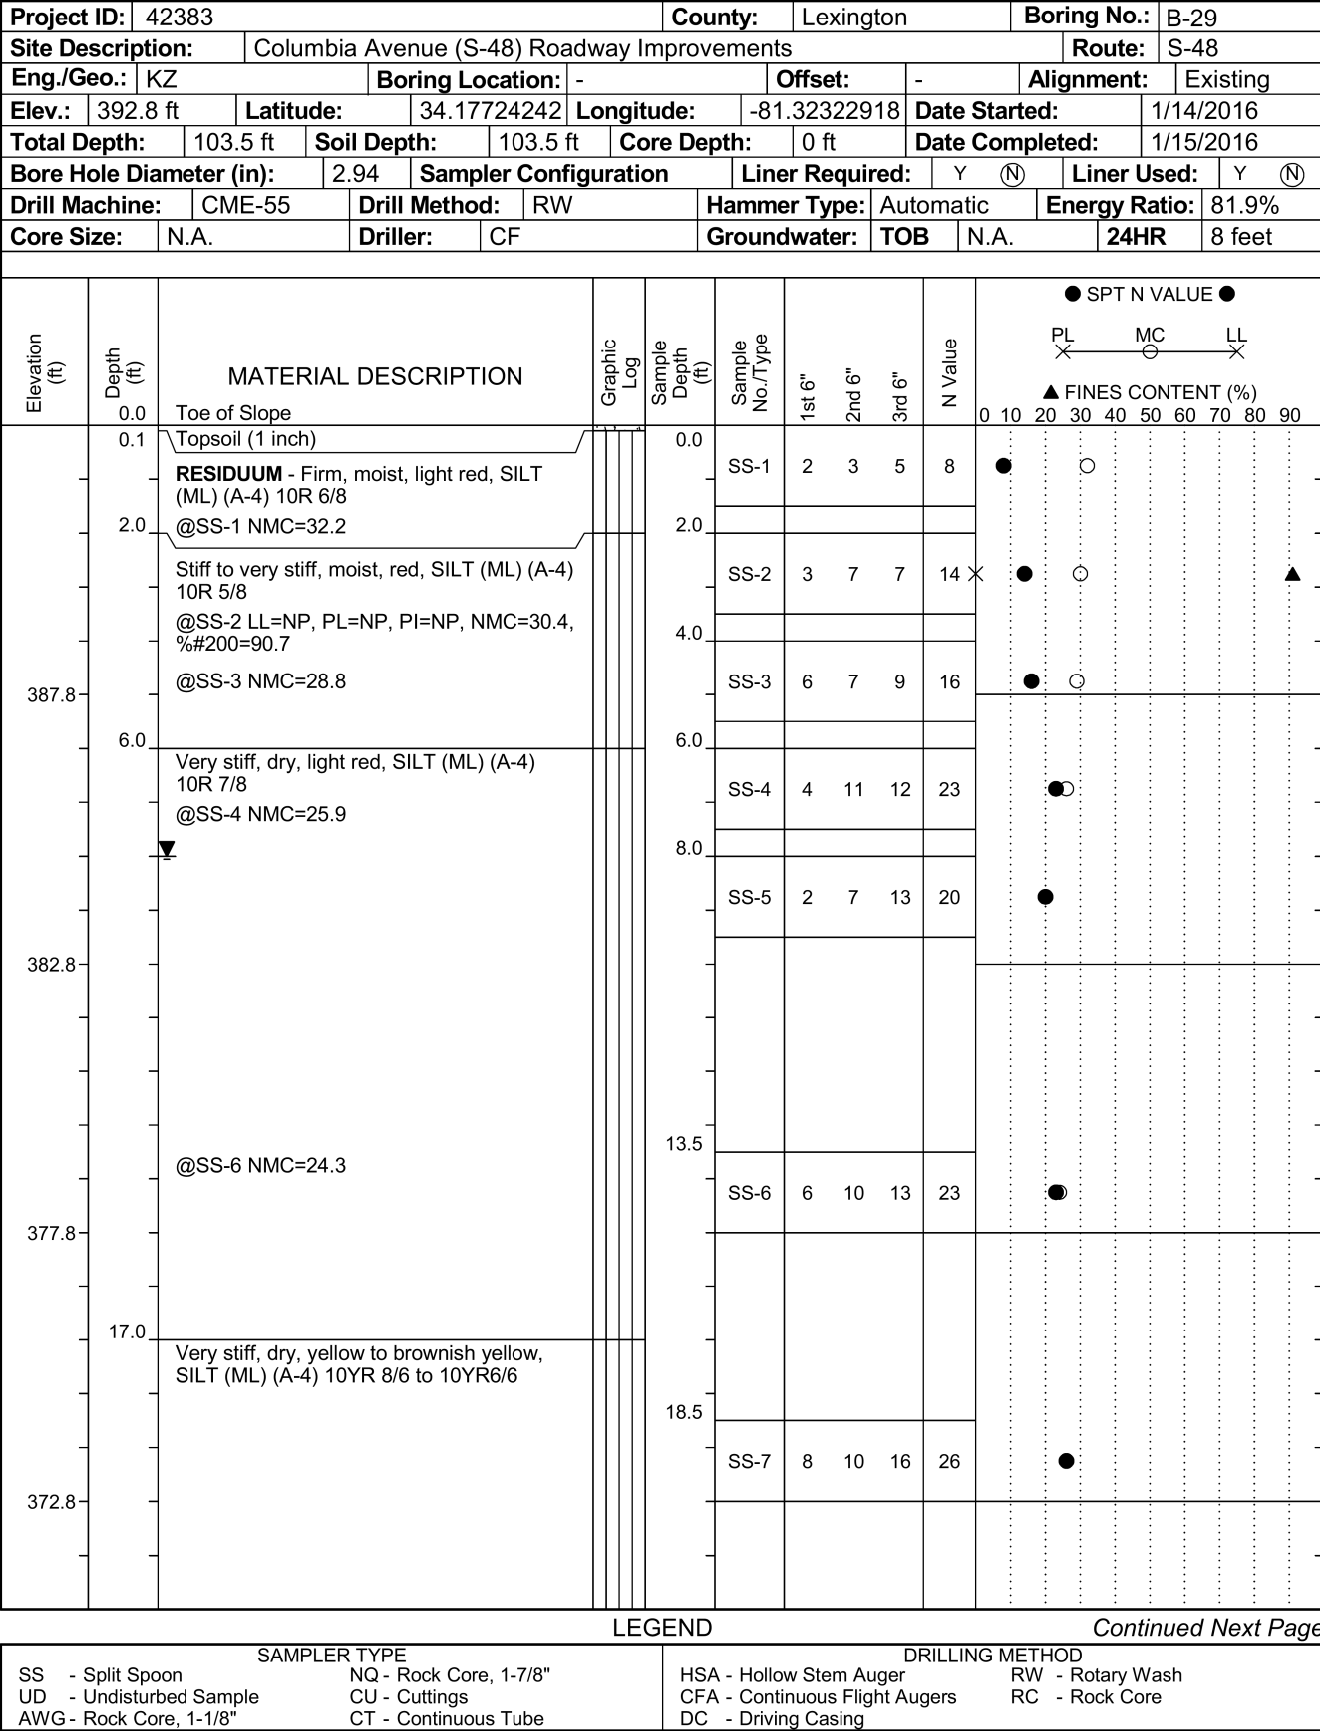 Project ID: 42383 County: Lexington Boring No.: B-29
Site Description: Columbia Avenue (S-48) Roadway Improvements Route: S-48
Eng./Geo.: KZ Boring Location: - Offset: - Alignment: Existing
Elev.: 392.8 ft Latitude: 34.17724242 Longitude: -81.32322918 Date Started: 1/14/2016
Total Depth: 103.5 ft Soil Depth: 103.5 ft Core Depth: 0 ft Date Completed: 1/15/2016
Bore Hole Diameter (in): 2.94 Sampler Configuration Liner Required: Y N Liner Used: Y N
Drill Machine: CME-55 Drill Method: RW Hammer Type: Automatic Energy Ratio: 81.9%
Core Size: N.A. Driller: CF Groundwater: TOB N.A. 24HR 8 feet
Elevation (ft)
Depth (ft)
MATERIAL DESCRIPTION
Graphic Log
Sample Depth (ft)
Sample No./Type
1st 6"
2nd 6"
3rd 6"
N Value
● SPT N VALUE ●
PL MC LL
▲ FINES CONTENT (%)
0 10 20 30 40 50 60 70 80 90
0.0 Toe of Slope
0.1 Topsoil (1 inch) 0.0
SS-1 2 3 5 8
RESIDUUM - Firm, moist, light red, SILT
(ML) (A-4) 10R 6/8
2.0 @SS-1 NMC=32.2 2.0
Stiff to very stiff, moist, red, SILT (ML) (A-4)
SS-2 3 7 7 14
10R 5/8
@SS-2 LL=NP, PL=NP, PI=NP, NMC=30.4,
4.0
%#200=90.7
@SS-3 NMC=28.8 SS-3 6 7 9 16
387.8
6.0 6.0
Very stiff, dry, light red, SILT (ML) (A-4)
10R 7/8
SS-4 4 11 12 23
@SS-4 NMC=25.9
8.0
SS-5 2 7 13 20
382.8
13.5
@SS-6 NMC=24.3
SS-6 6 10 13 23
377.8
17.0
Very stiff, dry, yellow to brownish yellow,
SILT (ML) (A-4) 10YR 8/6 to 10YR6/6
18.5
SS-7 8 10 16 26
372.8
LEGEND
Continued Next Page
SAMPLER TYPE
SS - Split Spoon NQ - Rock Core, 1-7/8"
UD - Undisturbed Sample CU - Cuttings
AWG - Rock Core, 1-1/8" CT - Continuous Tube
DRILLING METHOD
HSA - Hollow Stem Auger RW - Rotary Wash
CFA - Continuous Flight Augers RC - Rock Core
DC - Driving Casing